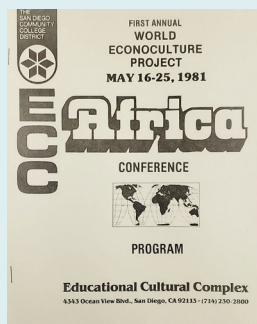 THE
SAN DIEGO
COMMUNITY
COLLEGE
DISTRICT
FIRST ANNUAL
WORLD
ECONOCULTURE
PROJECT
MAY 16-25, 1981
ECC
Africa
CONFERENCE
PROGRAM
Educational Cultural Complex
4343 Ocean View Blvd., San Diego, CA 92113 - (714) 230-2800